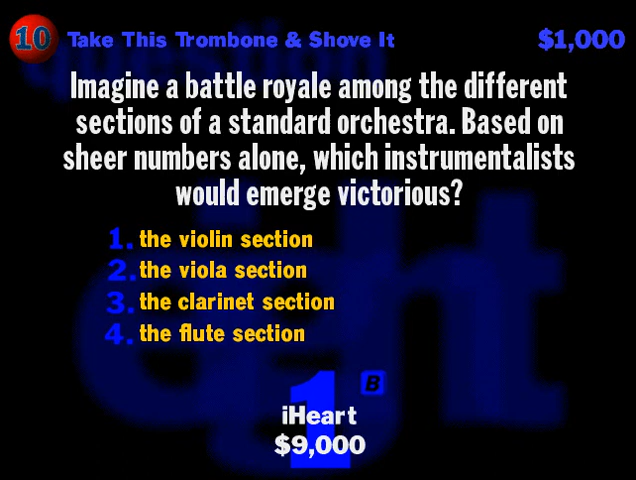 10 Take This Trombone & Shove It $1,000
Imagine a battle royale among the different
sections of a standard orchestra. Based on
sheer numbers alone, which instrumentalists
would emerge victorious?
1. the violin section
2. the viola section
3. the clarinet section
4. the flute section
1 B
iHeart
$9,000